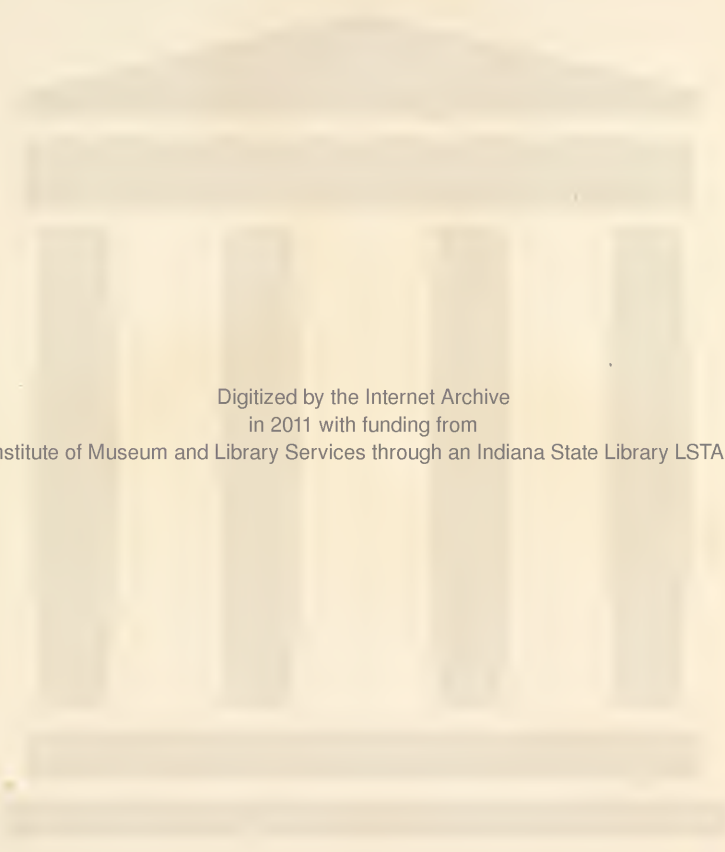 Digitized by the Internet Archive
in 2011 with funding from
nstitute of Museum and Library Services through an Indiana State Library LSTA